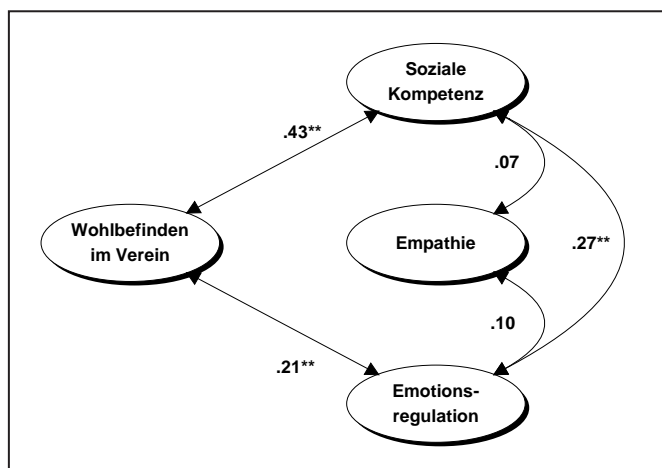 Soziale
Kompetenz
.43**
.07
Wohlbefinden
im Verein
Empathie
.27**
.10
.21**
Emotions-
regulation